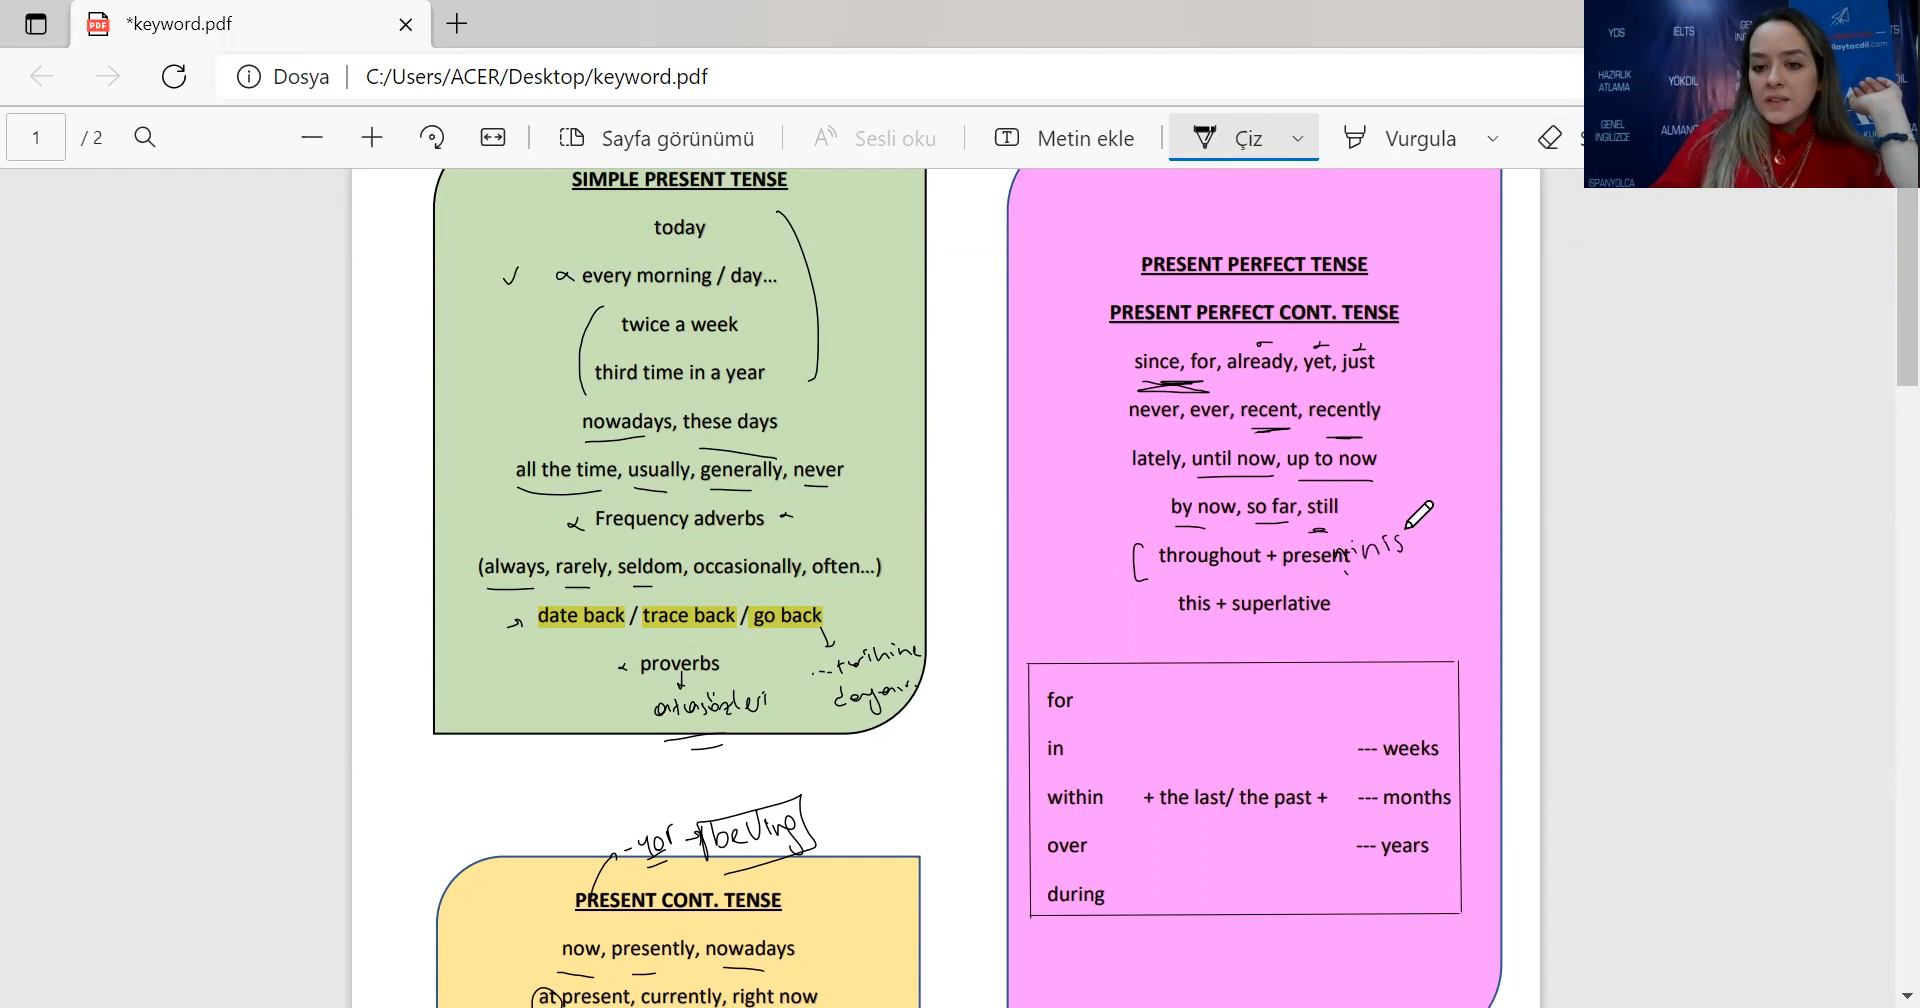 *keyword.pdf
Dosya
C:/Users/ACER/Desktop/keyword.pdf
1
/ 2
Sayfa görünümü
Sesli oku
Metin ekle
Çiz
Vurgula
YDS
IELTS
HAZIRLIK
ATLAMA
YÖKDİL
GENEL
İNGİLİZCE
İSPANYOLCA
SIMPLE PRESENT TENSE
today
every morning / day...
twice a week
third time in a year
nowadays, these days
all the time, usually, generally, never
Frequency adverbs
(always, rarely, seldom, occasionally, often...)
date back / trace back / go back
proverbs
atasözleri
...tarihine
dayanır.
-yor → be Ving
PRESENT CONT. TENSE
now, presently, nowadays
at present, currently, right now
PRESENT PERFECT TENSE
PRESENT PERFECT CONT. TENSE
since, for, already, yet, just
never, ever, recent, recently
lately, until now, up to now
by now, so far, still
throughout + present
this + superlative
for
in --- weeks
within + the last/ the past + --- months
over --- years
during